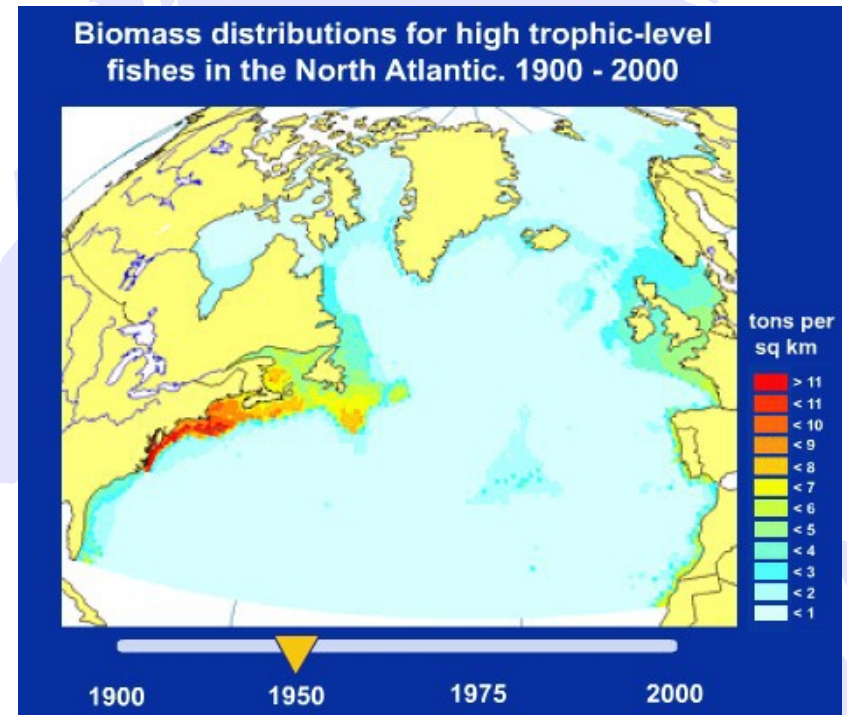 Biomass distributions for high trophic-level
fishes in the North Atlantic. 1900 - 2000
tons per
sq km
> 11
< 11
< 10
< 9
< 8
< 7
< 6
< 5
< 4
< 3
< 2
< 1
1900 1950 1975 2000